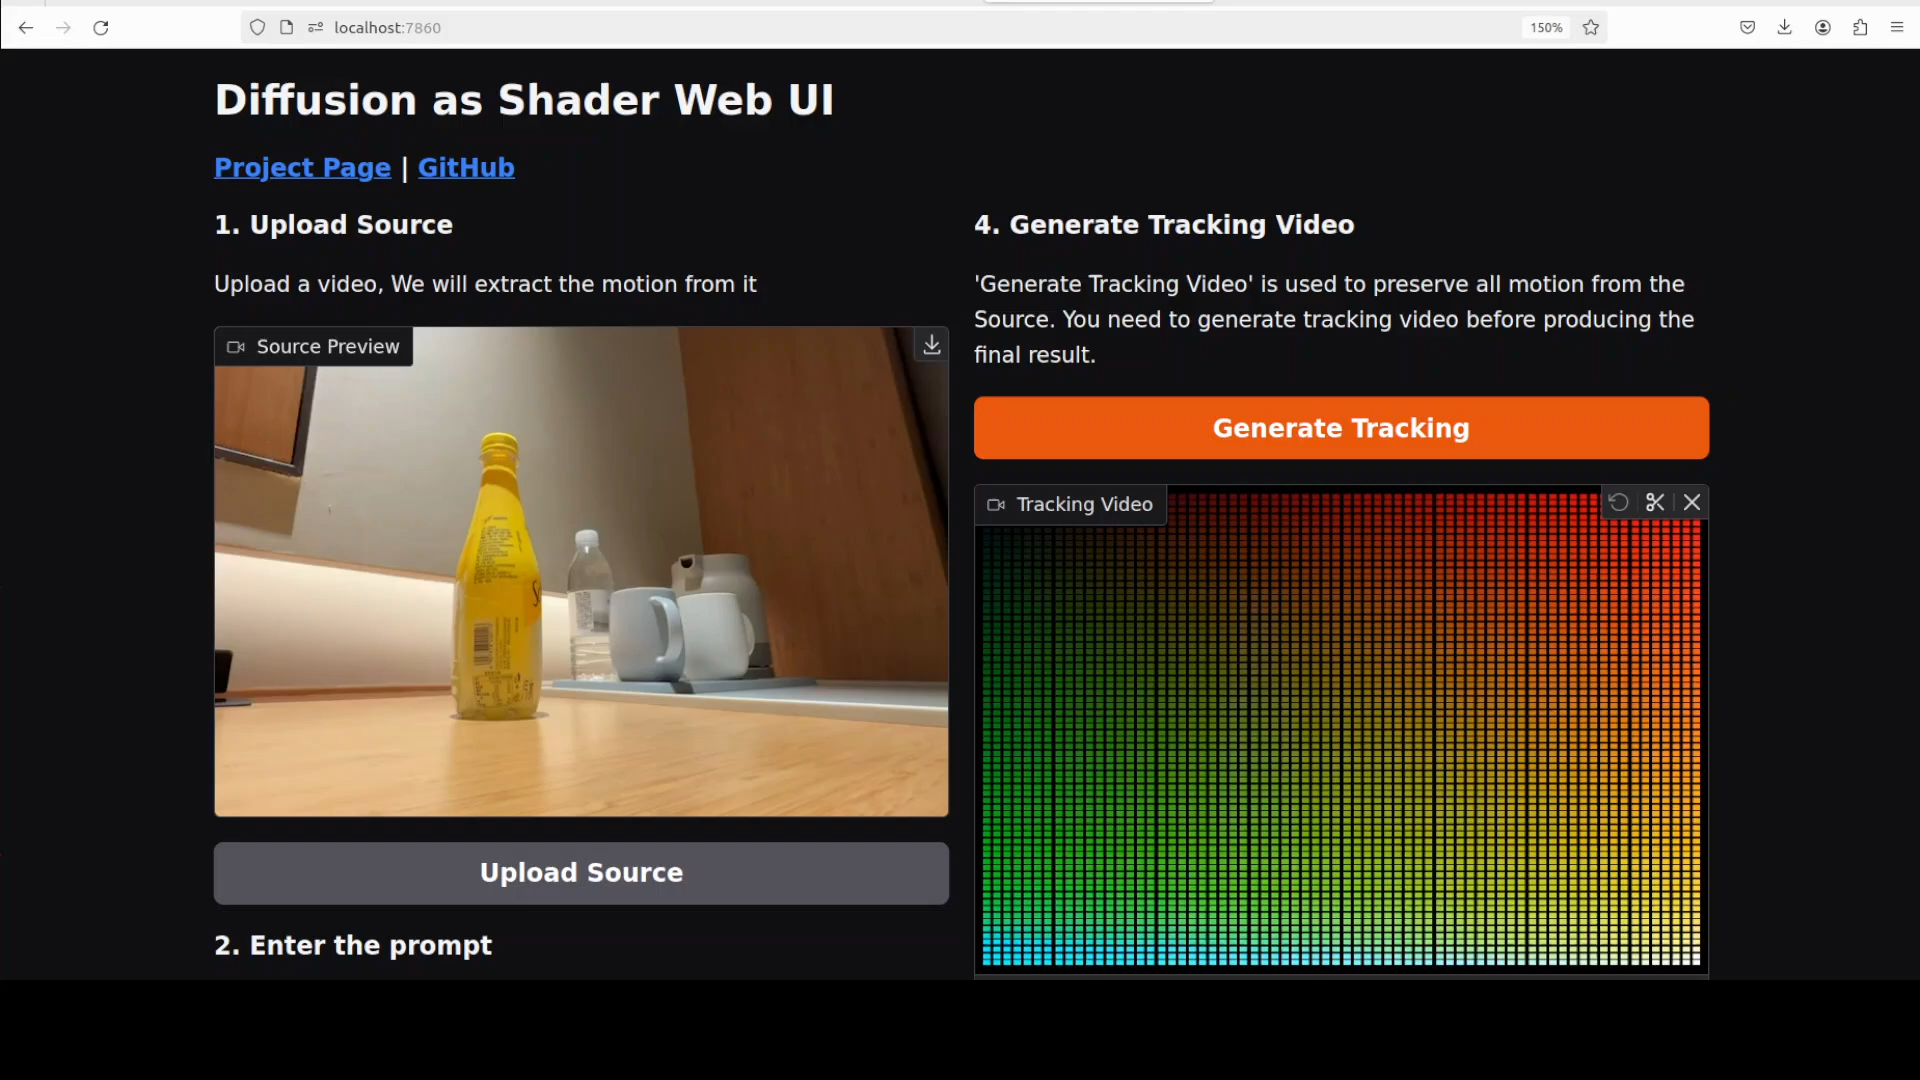 localhost:7860
150%
Diffusion as Shader Web UI
Project Page | GitHub
1. Upload Source
Upload a video, We will extract the motion from it
Source Preview
Upload Source
2. Enter the prompt
4. Generate Tracking Video
'Generate Tracking Video' is used to preserve all motion from the
Source. You need to generate tracking video before producing the
final result.
Generate Tracking
Tracking Video